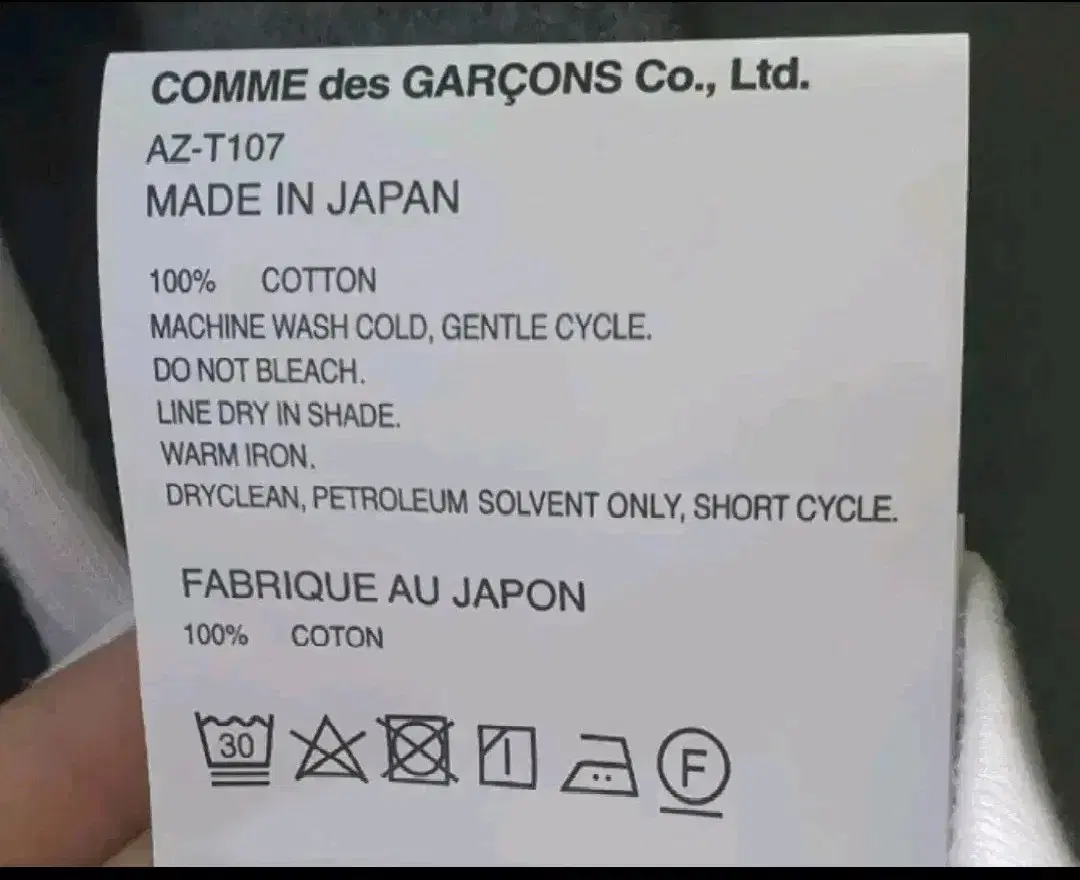 COMME des GARÇONS Co., Ltd.
AZ-T107
MADE IN JAPAN
100% COTTON
MACHINE WASH COLD, GENTLE CYCLE.
DO NOT BLEACH.
LINE DRY IN SHADE.
WARM IRON.
DRYCLEAN, PETROLEUM SOLVENT ONLY, SHORT CYCLE.
FABRIQUE AU JAPON
100% COTON
30 F